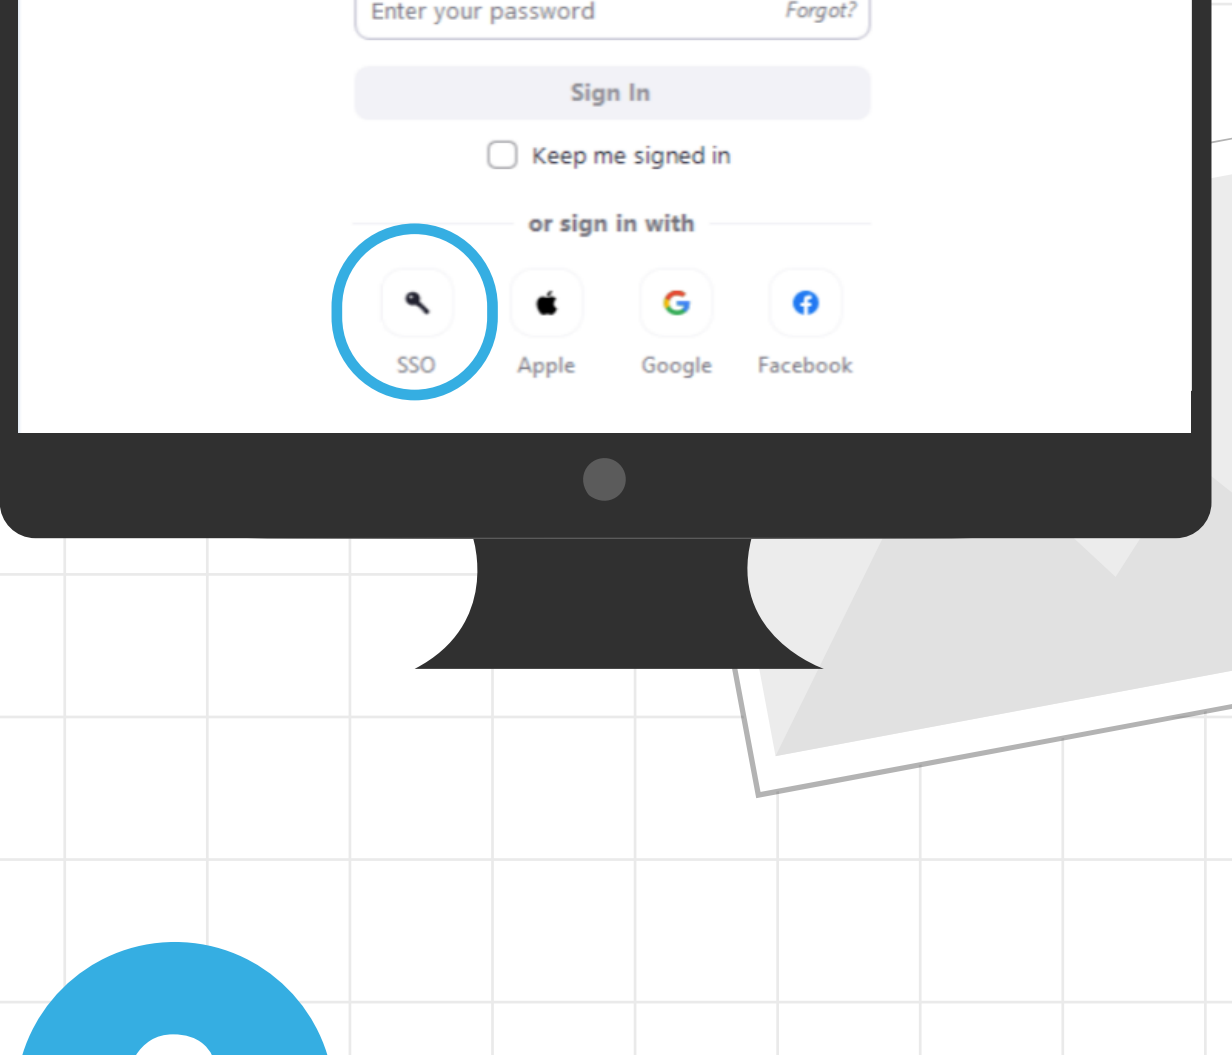 Enter your password Forgot?
Sign In
Keep me signed in
or sign in with
SSO Apple Google Facebook